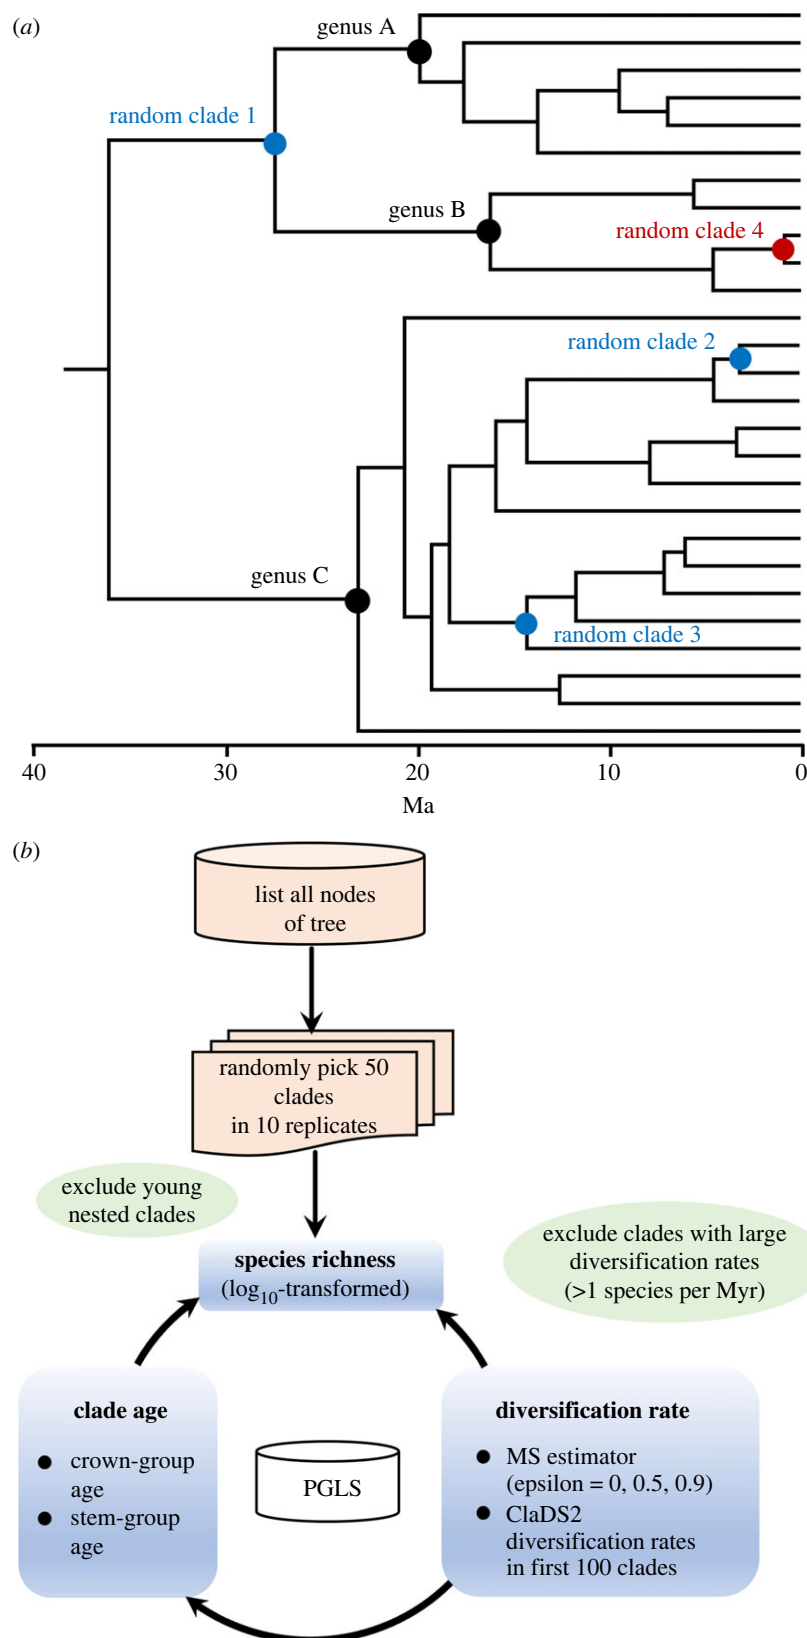 (a)
genus A
random clade 1
genus B
random clade 4
random clade 2
genus C
random clade 3
40 30 20 10 0
Ma
(b)
list all nodes
of tree
randomly pick 50
clades
in 10 replicates
exclude young
nested clades
exclude clades with large
diversification rates
(>1 species per Myr)
species richness
(log10-transformed)
clade age
crown-group
age
stem-group
age
PGLS
diversification rate
MS estimator
(epsilon = 0, 0.5, 0.9)
ClaDS2
diversification rates
in first 100 clades